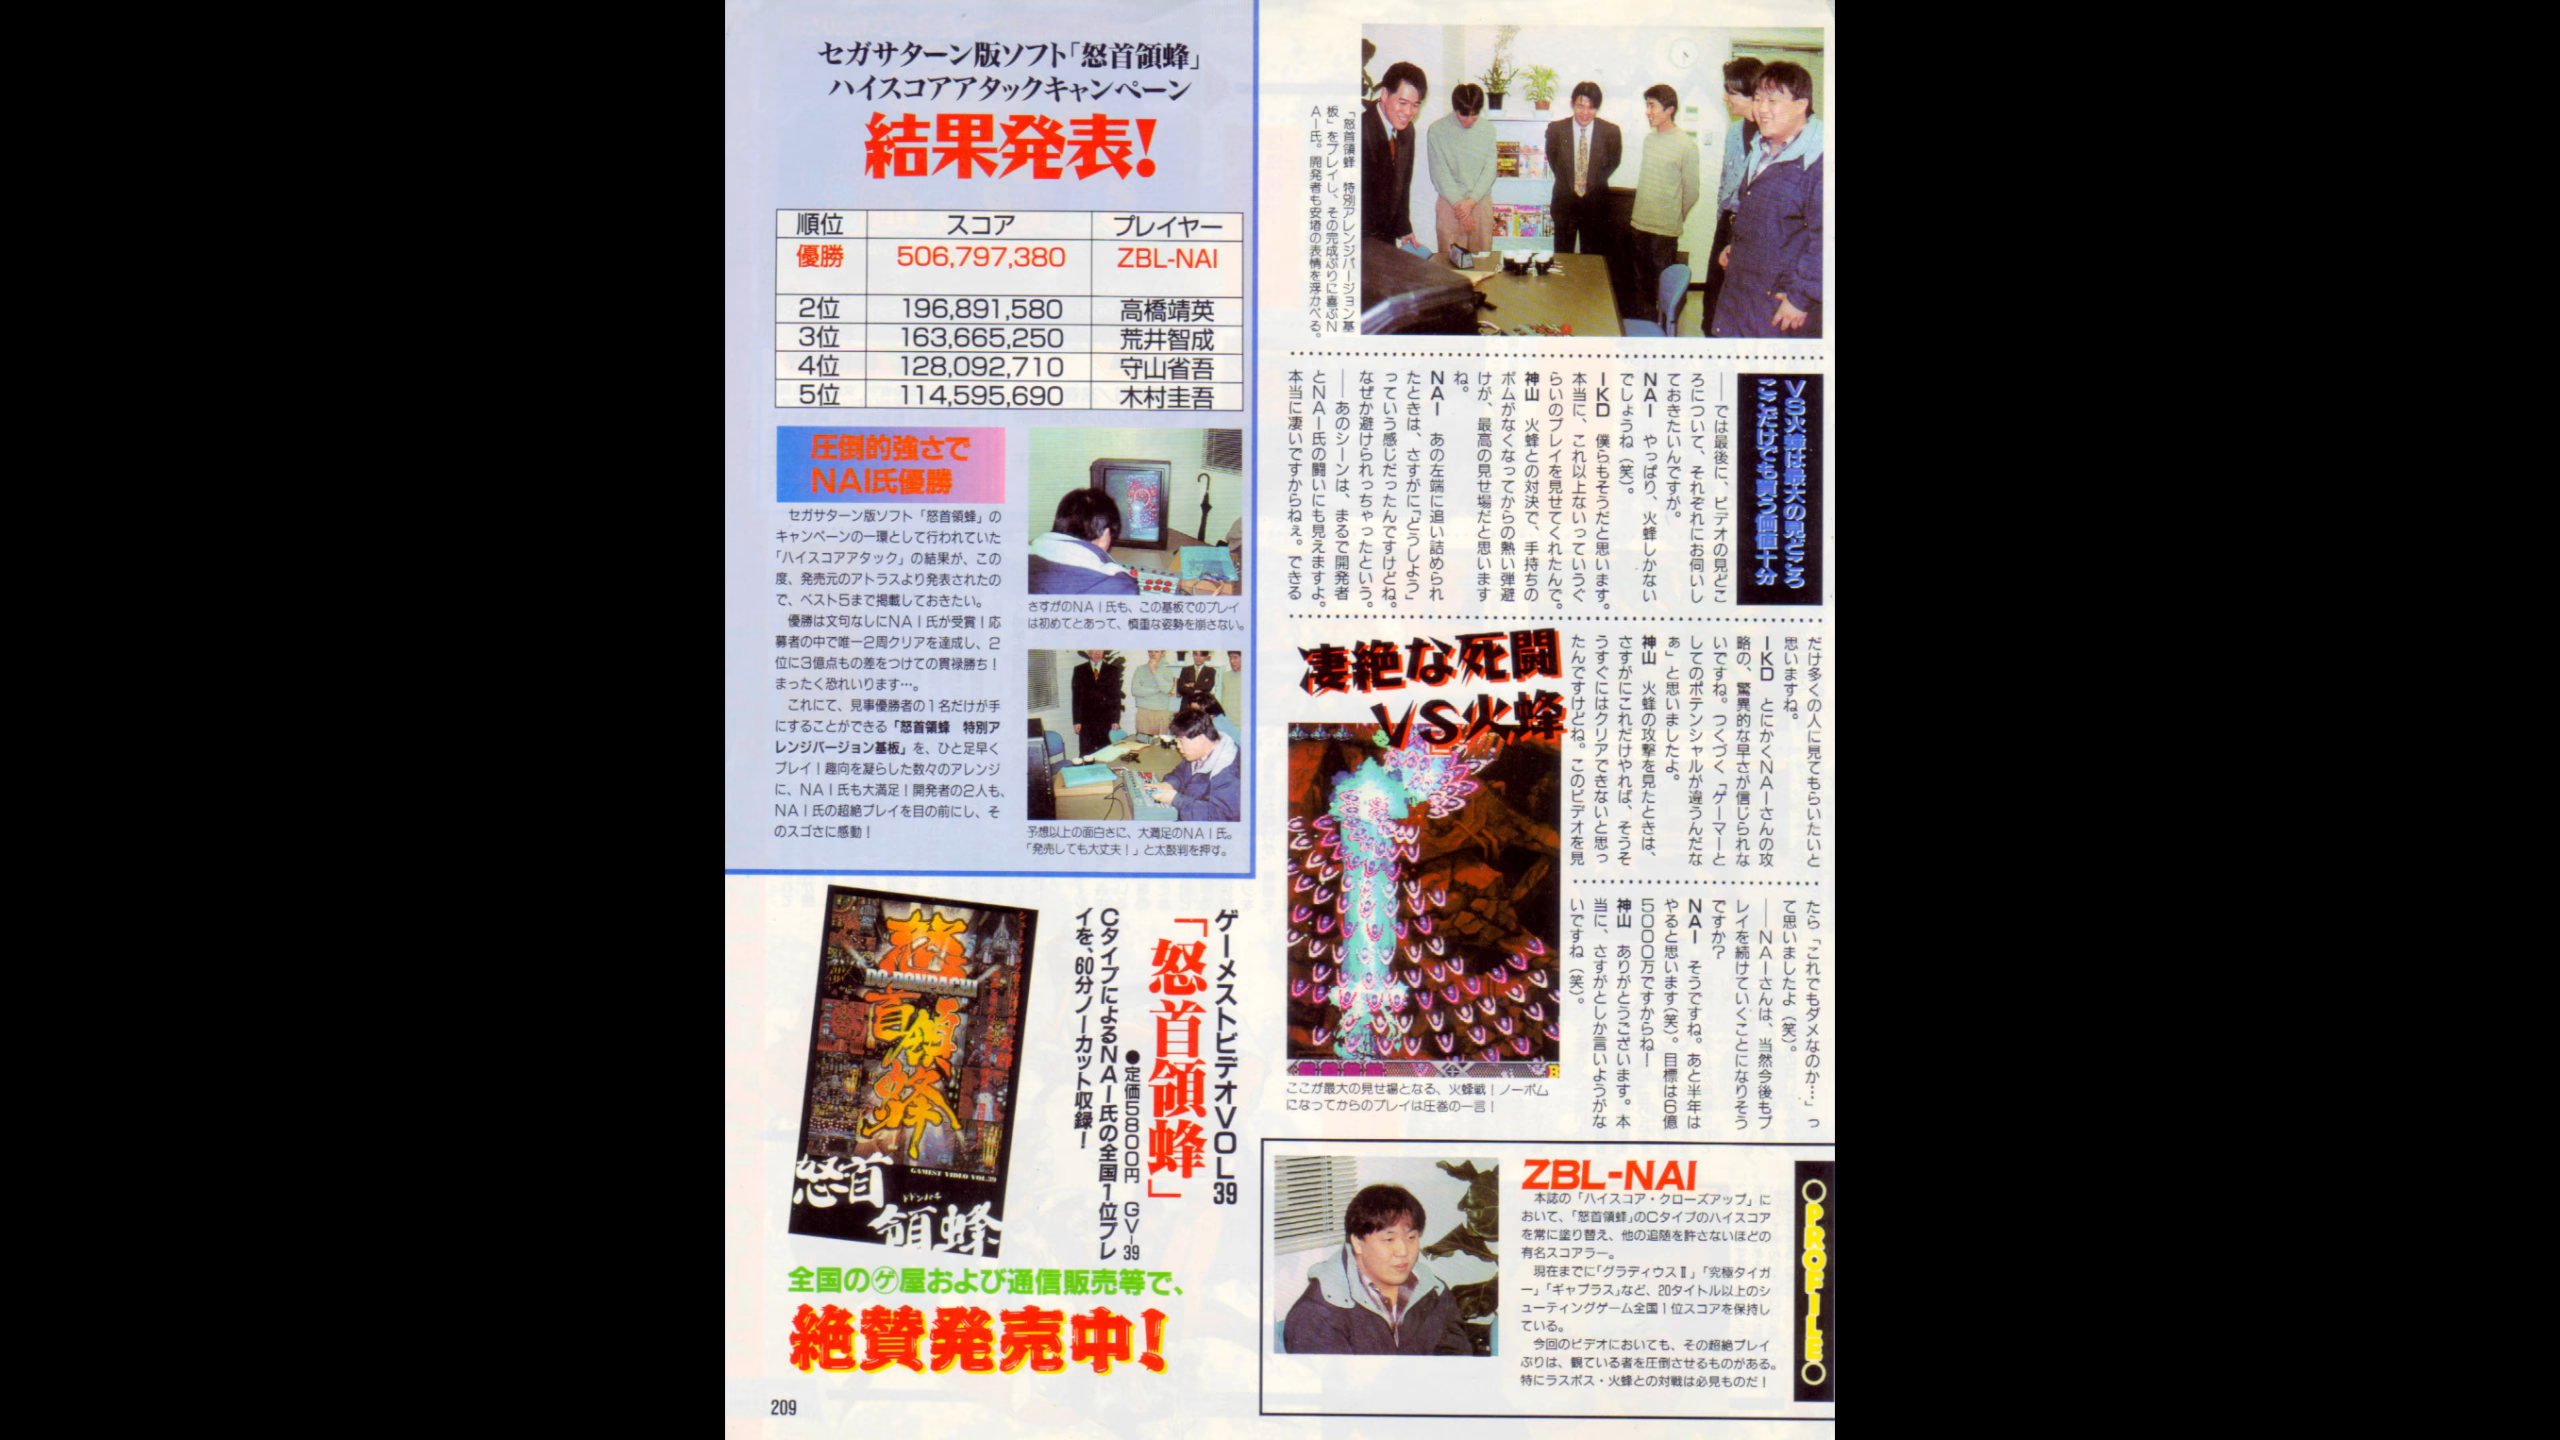 セガサターン版ソフト「怒首領蜂」
ハイスコアアタックキャンペーン
結果発表!
順位 スコア プレイヤー
優勝 506,797,380 ZBL-NAI
2位 196,891,580 高橋靖英
3位 163,665,250 荒井智成
4位 128,092,710 守山省吾
5位 114,595,690 木村圭吾
圧倒的強さで
NAI氏優勝
セガサターン版ソフト「怒首領蜂」の
キャンペーンの一環として行われていた
「ハイスコアアタック」の結果が、この
度、発売元のアトラスより発表されたの
で、ベスト5まで掲載しておきたい。
優勝は文句なしにNAI氏が受賞!応
募者の中で唯一2周クリアを達成し、2
位に3億点もの差をつけての貫禄勝ち!
まったく恐れいります…。
これにて、見事優勝者の1名だけが手
にすることができる「怒首領蜂 特別ア
レンジバージョン基板」を、ひと足早く
プレイ!趣向を凝らした数々のアレンジ
に、NAI氏も大満足!開発者の2人も、
NAI氏の超絶プレイを目の前にし、そ
のスゴさに感動!
さすがのNAI氏も、この基板でのプレイ
は初めてとあって、慎重な姿勢を崩さない。
予想以上の面白さに、大満足のNAI氏。
「発売しても大丈夫!」と太鼓判を押す。
「怒首領蜂 特別アレンジバージョン基
板」をプレイし、その完成ぶりに喜ぶN
AI氏。開発者も安堵の表情を浮かべる。
VS火蜂は最大の見どころ
ここだけでも買う価値十分
――では最後に、ビデオの見どこ
ろについて、それぞれにお伺いし
ておきたいんですが。
NAI やっぱり、火蜂しかない
でしょうね(笑)。
IKD 僕らもそうだと思います。
本当に、これ以上ないっていうぐ
らいのプレイを見せてくれたんで。
神山 火蜂との対決で、手持ちの
ボムがなくなってからの熱い弾避
けが、最高の見せ場だと思います
ね。
NAI あの左端に追い詰められ
たときは、さすがに「どうしよう」
っていう感じだったんですけどね。
なぜか避けられっちゃったという。
――あのシーンは、まるで開発者
とNAI氏の闘いにも見えますよ。
本当に凄いですからねぇ。できる
だけ多くの人に見てもらいたいと
思いますね。
IKD とにかくNAIさんの攻
略の、驚異的な早さが信じられな
いですね。つくづく「ゲーマーと
してのポテンシャルが違うんだな
ぁ」と思いましたよ。
神山 火蜂の攻撃を見たときは、
さすがにこれだけやれば、そうそ
うすぐにはクリアできないと思っ
たんですけどね。このビデオを見
たら「これでもダメなのか…」っ
て思いましたよ(笑)。
――NAIさんは、当然今後もプ
レイを続けていくことになりそう
ですか?
NAI そうですね。あと半年は
やると思います(笑)。目標は6億
5000万ですからね!
神山 ありがとうございます。本
当に、さすがとしか言いようがな
いですね(笑)。
凄絶な死闘
VS火蜂
ここが最大の見せ場となる、火蜂戦!ノーボム
になってからのプレイは圧巻の一言!
ゲーメストビデオVOL39
「怒首領蜂」
●定価5800円 GV-39
CタイプによるNAI氏の全国1位プレ
イを、60分ノーカット収録!
怒
DO-DONPACHI
首領
蜂
GAMEST VIDEO VOL.39
怒首
ドドンパチ
領蜂
全国のゲ屋および通信販売等で、
絶賛発売中!
○PROFILE○
ZBL-NAI
本誌の「ハイスコア・クローズアップ」に
おいて、「怒首領蜂」のCタイプのハイスコア
を常に塗り替え、他の追随を許さないほどの
有名スコアラー。
現在までに「グラディウスⅡ」「究極タイガ
ー」「ギャプラス」など、20タイトル以上のシ
ューティングゲーム全国1位スコアを保持し
ている。
今回のビデオにおいても、その超絶プレイ
ぶりは、観ている者を圧倒させるものがある。
特にラスボス・火蜂との対戦は必見ものだ!
209